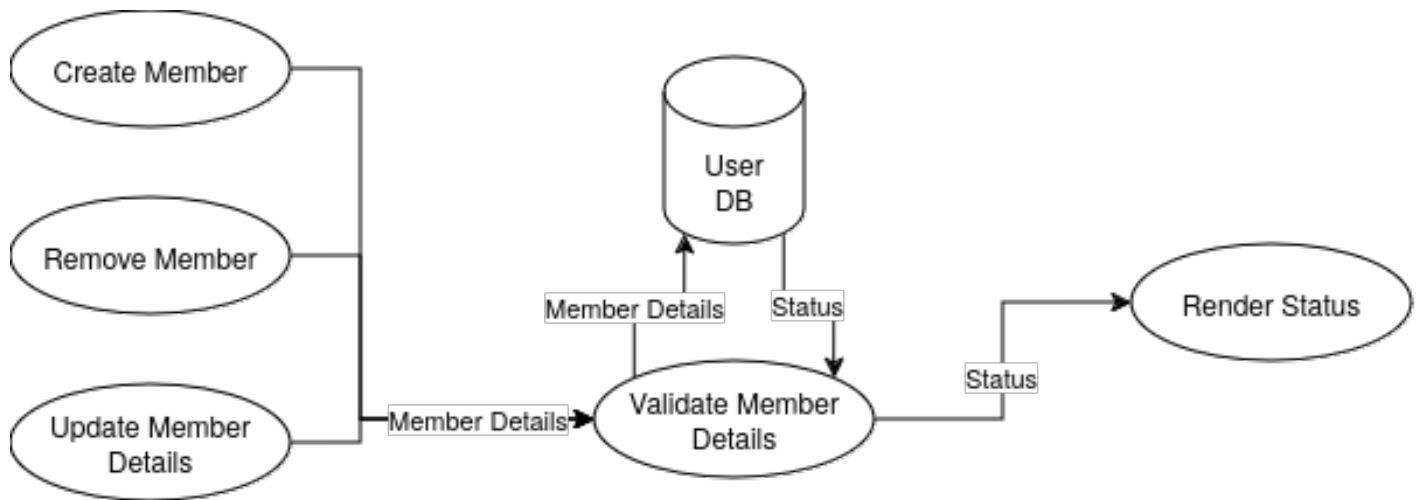 Create Member
User
DB
Remove Member
Member Details
Status
Render Status
Status
Update Member
Details
Member Details
Validate Member
Details